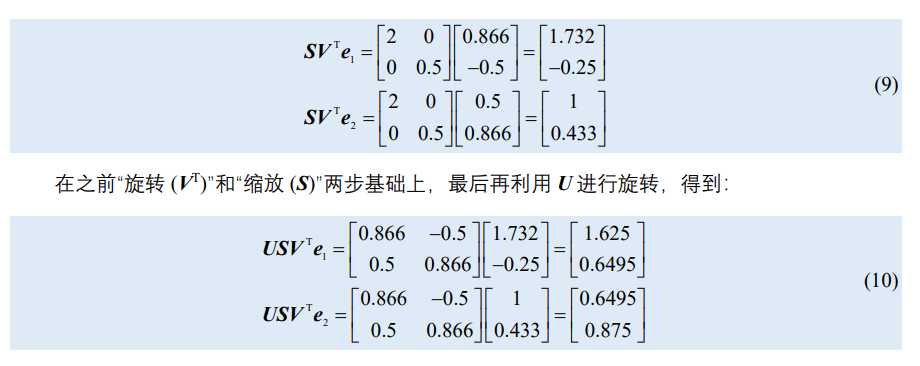 $\boldsymbol{SV}^{\mathrm{T}}\boldsymbol{e}_1 = \begin{bmatrix} 2 & 0 \\ 0 & 0.5 \end{bmatrix}\begin{bmatrix} 0.866 \\ -0.5 \end{bmatrix} = \begin{bmatrix} 1.732 \\ -0.25 \end{bmatrix}$
$\boldsymbol{SV}^{\mathrm{T}}\boldsymbol{e}_2 = \begin{bmatrix} 2 & 0 \\ 0 & 0.5 \end{bmatrix}\begin{bmatrix} 0.5 \\ 0.866 \end{bmatrix} = \begin{bmatrix} 1 \\ 0.433 \end{bmatrix}$
(9)
在之前“旋转 ($\boldsymbol{V}^{\mathrm{T}}$)”和“缩放 ($\boldsymbol{S}$)”两步基础上，最后再利用 $\boldsymbol{U}$ 进行旋转，得到：
$\boldsymbol{USV}^{\mathrm{T}}\boldsymbol{e}_1 = \begin{bmatrix} 0.866 & -0.5 \\ 0.5 & 0.866 \end{bmatrix}\begin{bmatrix} 1.732 \\ -0.25 \end{bmatrix} = \begin{bmatrix} 1.625 \\ 0.6495 \end{bmatrix}$
$\boldsymbol{USV}^{\mathrm{T}}\boldsymbol{e}_2 = \begin{bmatrix} 0.866 & -0.5 \\ 0.5 & 0.866 \end{bmatrix}\begin{bmatrix} 1 \\ 0.433 \end{bmatrix} = \begin{bmatrix} 0.6495 \\ 0.875 \end{bmatrix}$
(10)